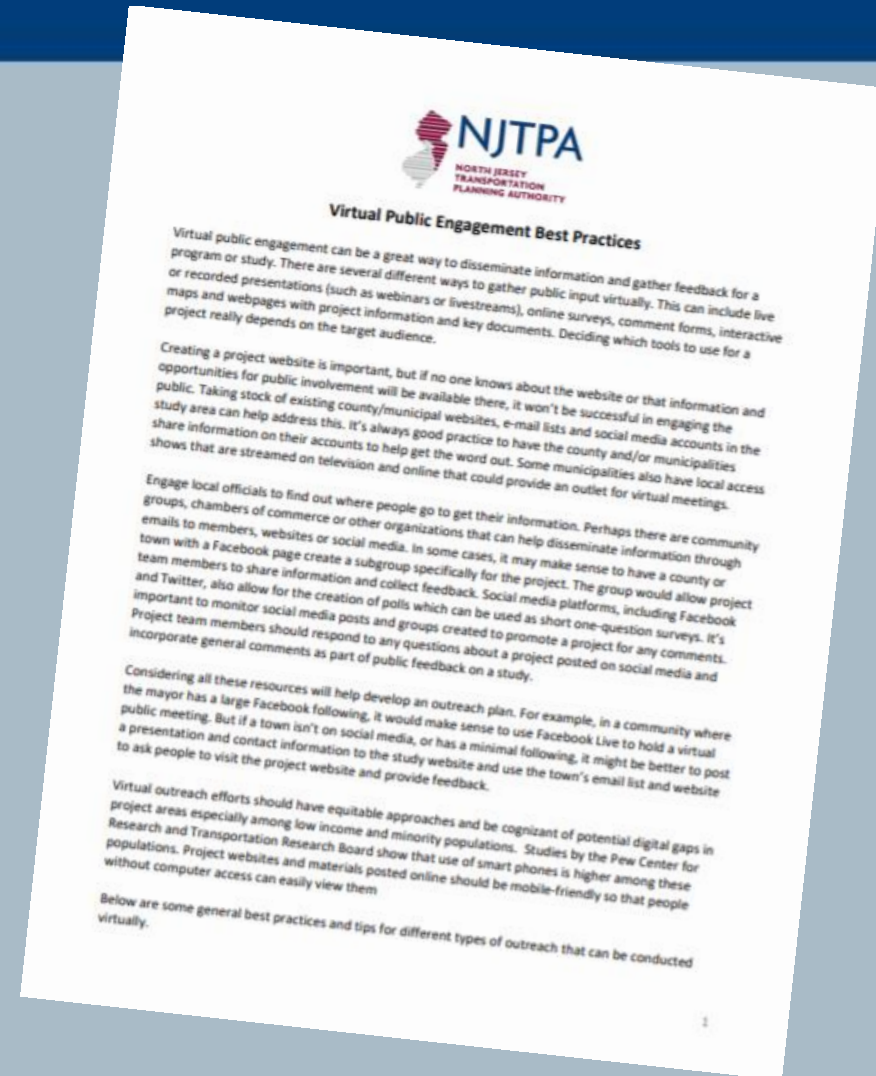 NJTPA
NORTH JERSEY
TRANSPORTATION
PLANNING AUTHORITY
Virtual Public Engagement Best Practices
Virtual public engagement can be a great way to disseminate information and gather feedback for a
program or study. There are several different ways to gather public input virtually. This can include live
or recorded presentations (such as webinars or livestreams), online surveys, comment forms, interactive
maps and webpages with project information and key documents. Deciding which tools to use for a
project really depends on the target audience.
Creating a project website is important, but if no one knows about the website or that information and
opportunities for public involvement will be available there, it won't be successful in engaging the
public. Taking stock of existing county/municipal websites, e-mail lists and social media accounts in the
study area can help address this. It's always good practice to have the county and/or municipalities
share information on their accounts to help get the word out. Some municipalities also have local access
shows that are streamed on television and online that could provide an outlet for virtual meetings.
Engage local officials to find out where people go to get their information. Perhaps there are community
groups, chambers of commerce or other organizations that can help disseminate information through
emails to members, websites or social media. In some cases, it may make sense to have a county or
town with a Facebook page create a subgroup specifically for the project. The group would allow project
team members to share information and collect feedback. Social media platforms, including Facebook
and Twitter, also allow for the creation of polls which can be used as short one-question surveys. It's
important to monitor social media posts and groups created to promote a project for any comments.
Project team members should respond to any questions about a project posted on social media and
incorporate general comments as part of public feedback on a study.
Considering all these resources will help develop an outreach plan. For example, in a community where
the mayor has a large Facebook following, it would make sense to use Facebook Live to hold a virtual
public meeting. But if a town isn't on social media, or has a minimal following, it might be better to post
a presentation and contact information to the study website and use the town's email list and website
to ask people to visit the project website and provide feedback.
Virtual outreach efforts should have equitable approaches and be cognizant of potential digital gaps in
project areas especially among low income and minority populations. Studies by the Pew Center for
Research and Transportation Research Board show that use of smart phones is higher among these
populations. Project websites and materials posted online should be mobile-friendly so that people
without computer access can easily view them
Below are some general best practices and tips for different types of outreach that can be conducted
virtually.
1